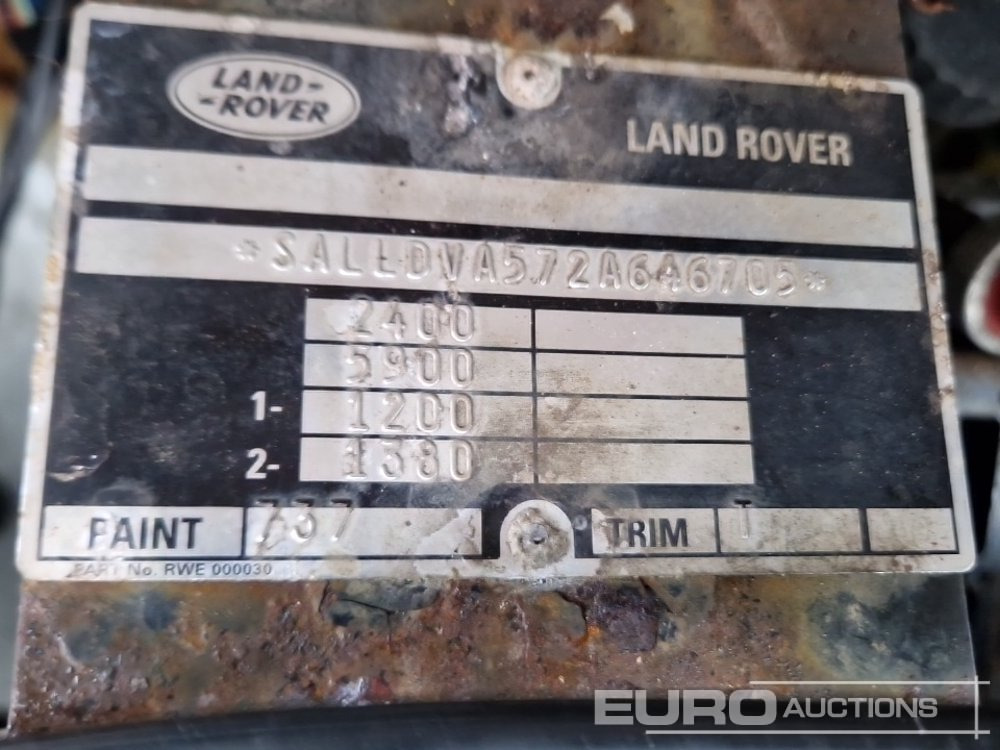 LAND-
-ROVER
LAND ROVER
*SALLDVA572A646705*
2400
5900
1- 1200
2- 1380
PAINT 737 TRIM T
PART No. RWE 000030
EURO AUCTIONS